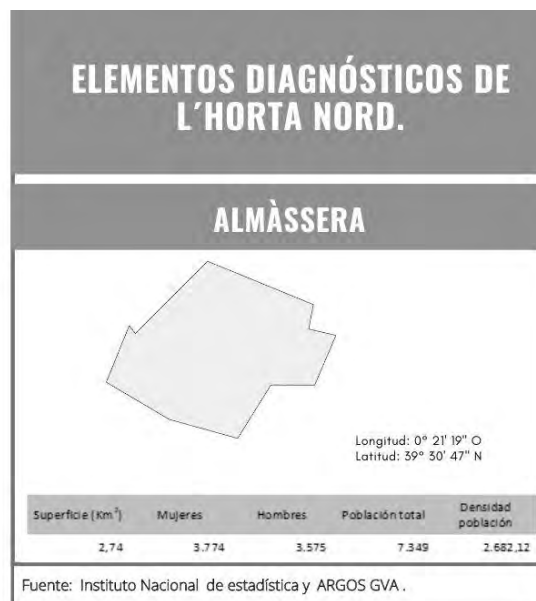 ELEMENTOS DIAGNÓSTICOS DE
L´HORTA NORD.
ALMÀSSERA
Longitud: 0° 21' 19" O
Latitud: 39° 30' 47" N
Superficie (Km²) Mujeres Hombres Población total Densidad población
2,74 3.774 3.575 7.349 2.682,12
Fuente: Instituto Nacional de estadística y ARGOS GVA .